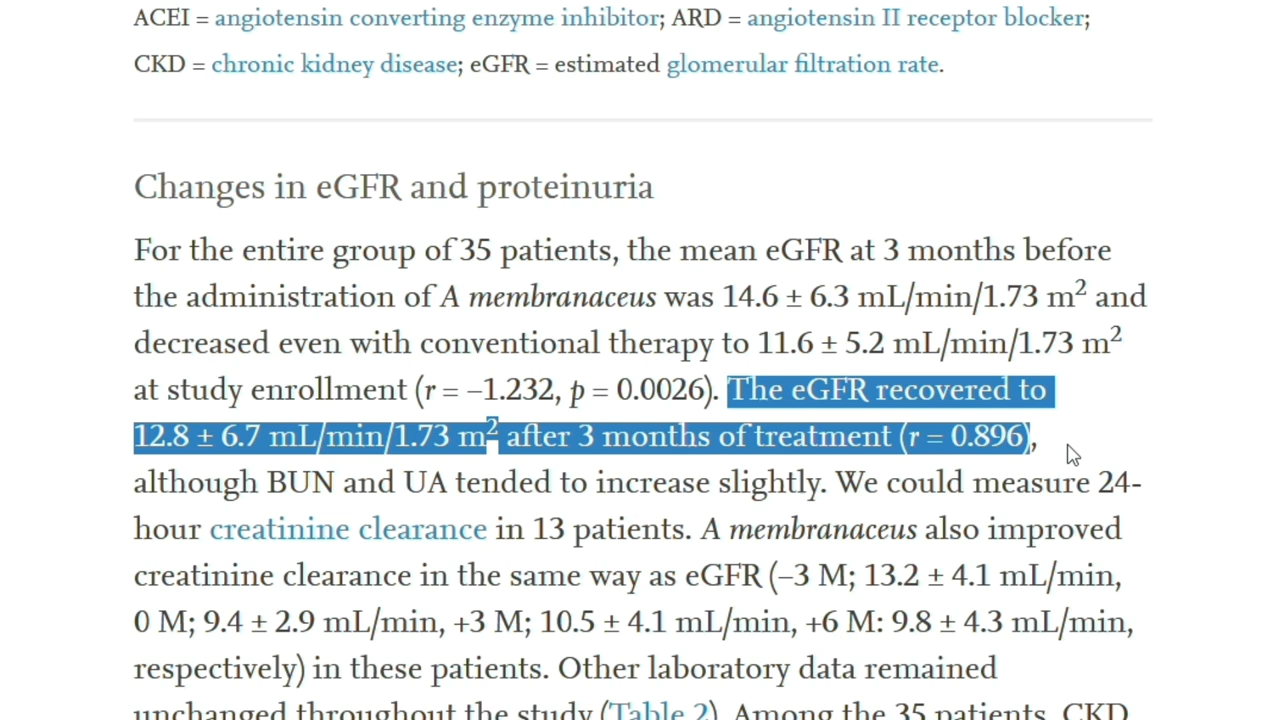 ACEI = angiotensin converting enzyme inhibitor; ARD = angiotensin II receptor blocker;
CKD = chronic kidney disease; eGFR = estimated glomerular filtration rate.
Changes in eGFR and proteinuria
For the entire group of 35 patients, the mean eGFR at 3 months before
the administration of A membranaceus was 14.6 ± 6.3 mL/min/1.73 m² and
decreased even with conventional therapy to 11.6 ± 5.2 mL/min/1.73 m²
at study enrollment (r = −1.232, p = 0.0026). The eGFR recovered to
12.8 ± 6.7 mL/min/1.73 m² after 3 months of treatment (r = 0.896),
although BUN and UA tended to increase slightly. We could measure 24-
hour creatinine clearance in 13 patients. A membranaceus also improved
creatinine clearance in the same way as eGFR (−3 M; 13.2 ± 4.1 mL/min,
0 M; 9.4 ± 2.9 mL/min, +3 M; 10.5 ± 4.1 mL/min, +6 M: 9.8 ± 4.3 mL/min,
respectively) in these patients. Other laboratory data remained
unchanged throughout the study (Table 2). Among the 35 patients, CKD